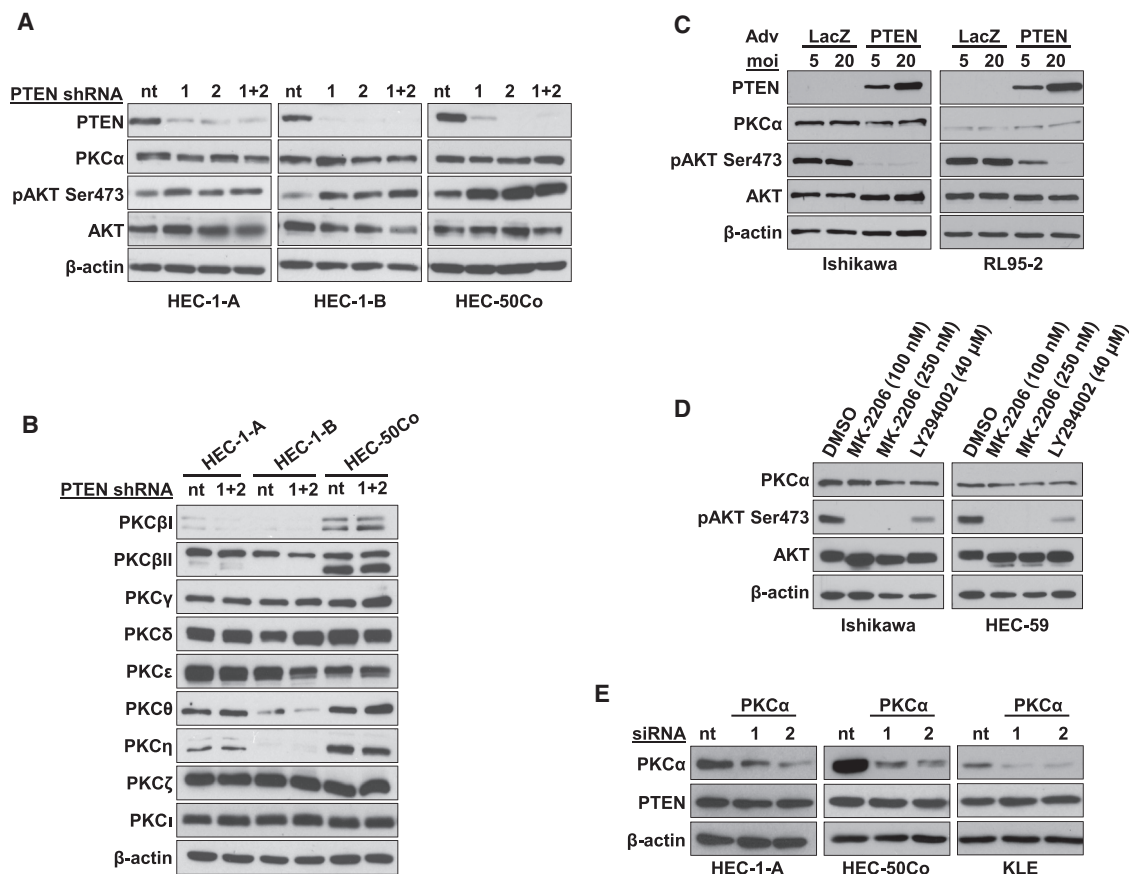 A
PTEN shRNA nt 1 2 1+2 nt 1 2 1+2 nt 1 2 1+2
PTEN
PKCα
pAKT Ser473
AKT
β-actin
HEC-1-A HEC-1-B HEC-50Co
B
HEC-1-A HEC-1-B HEC-50Co
PTEN shRNA nt 1+2 nt 1+2 nt 1+2
PKCβI
PKCβII
PKCγ
PKCδ
PKCε
PKCθ
PKCη
PKCζ
PKCι
β-actin
C
Adv LacZ PTEN LacZ PTEN
moi 5 20 5 20 5 20 5 20
PTEN
PKCα
pAKT Ser473
AKT
β-actin
Ishikawa RL95-2
D
DMSO MK-2206 (100 nM) MK-2206 (250 nM) LY294002 (40 µM) DMSO MK-2206 (100 nM) MK-2206 (250 nM) LY294002 (40 µM)
PKCα
pAKT Ser473
AKT
β-actin
Ishikawa HEC-59
E
PKCα PKCα PKCα
siRNA nt 1 2 nt 1 2 nt 1 2
PKCα
PTEN
β-actin
HEC-1-A HEC-50Co KLE